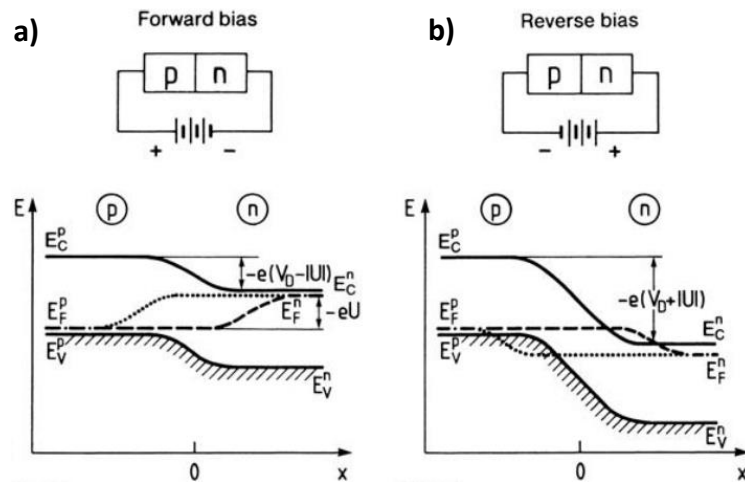 a)
Forward bias
p n
+ -
E
p
n
E_C^p
-e(V_D-|U|)
E_C^n
E_F^p
E_F^n
-eU
E_V^p
E_V^n
0
x
b)
Reverse bias
p n
- +
E
p
n
E_C^p
-e(V_D+|U|)
E_C^n
E_F^p
E_V^p
E_F^n
E_V^n
0
x